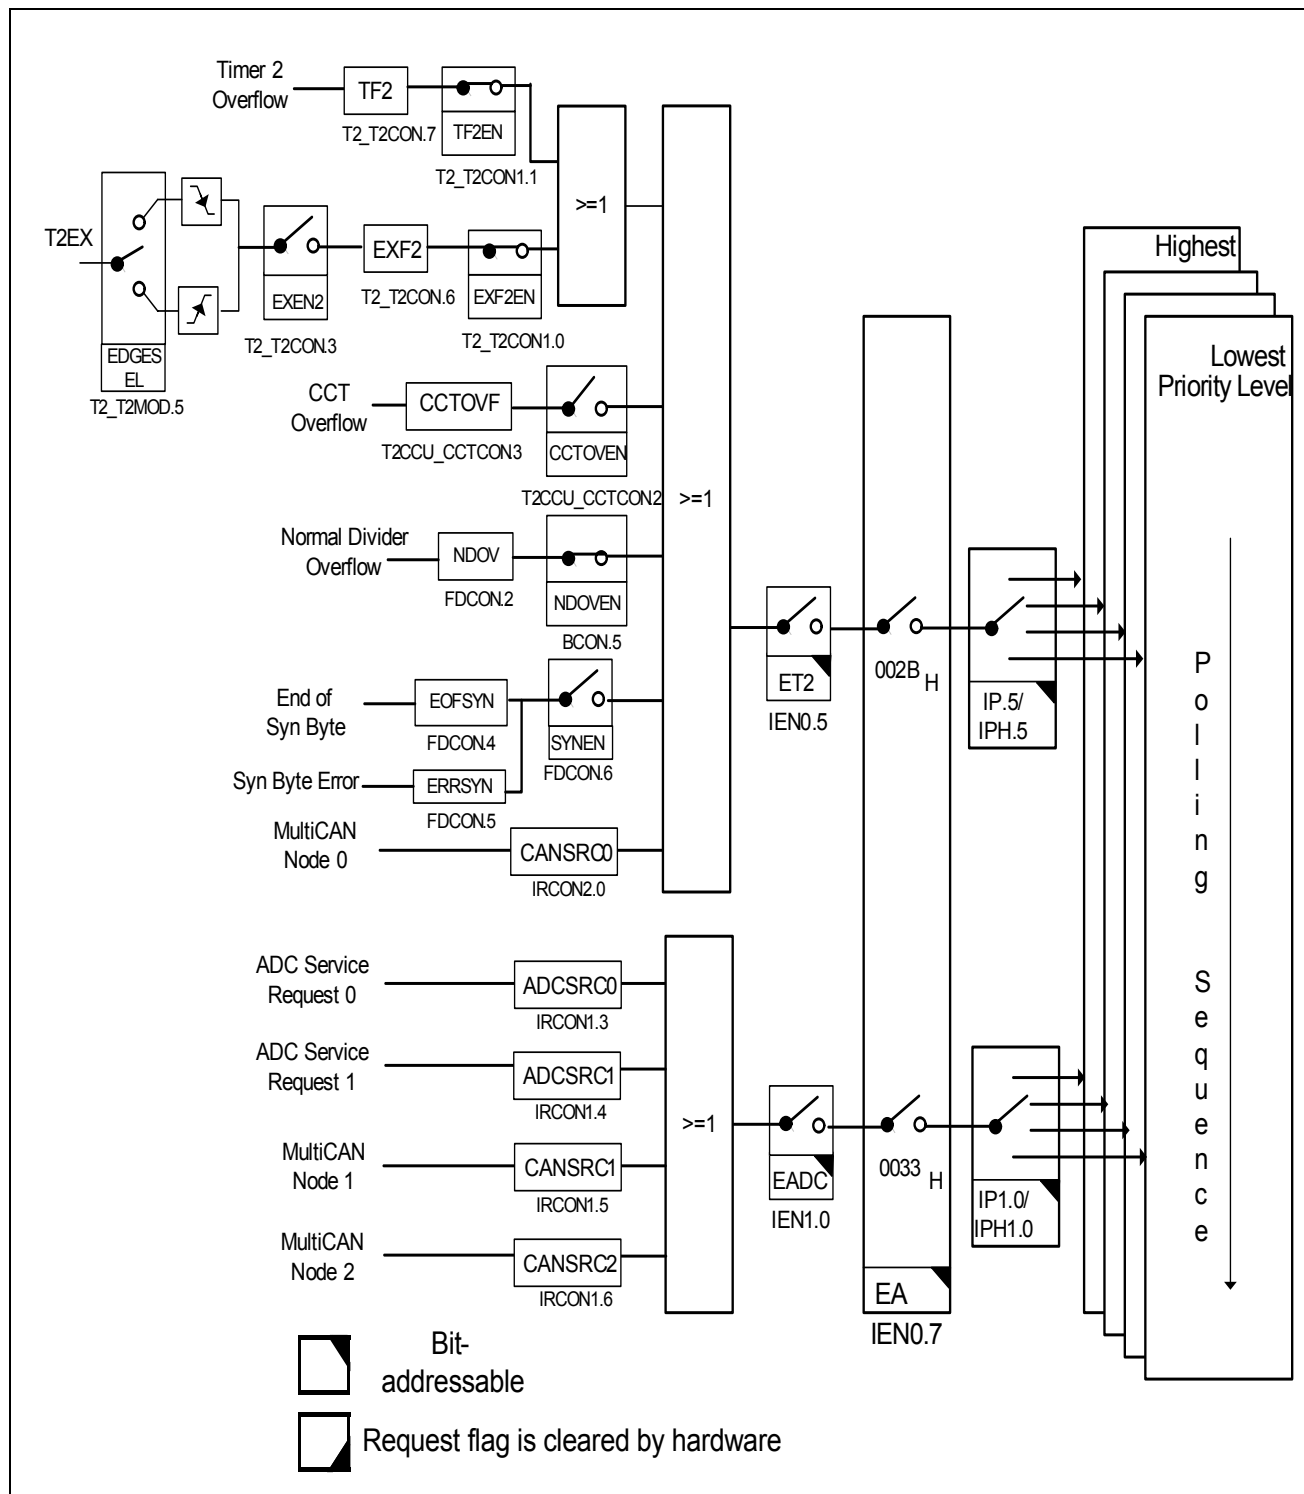 Timer 2
Overflow
TF2
T2_T2CON.7
TF2EN
T2_T2CON1.1
>=1
T2EX
EDGES
EL
T2_T2MOD.5
EXEN2
T2_T2CON.3
EXF2
T2_T2CON.6
EXF2EN
T2_T2CON1.0
CCT
Overflow
CCTOVF
T2CCU_CCTCON.3
CCTOVEN
T2CCU_CCTCON.2
Normal Divider
Overflow
NDOV
FDCON.2
NDOVEN
BCON.5
End of
Syn Byte
EOFSYN
FDCON.4
SYNEN
FDCON.6
Syn Byte Error
ERRSYN
FDCON.5
MultiCAN
Node 0
CANSRC0
IRCON2.0
>=1
ET2
IEN0.5
002B H
IP.5/
IPH.5
ADC Service
Request 0
ADCSRC0
IRCON1.3
ADC Service
Request 1
ADCSRC1
IRCON1.4
MultiCAN
Node 1
CANSRC1
IRCON1.5
MultiCAN
Node 2
CANSRC2
IRCON1.6
>=1
EADC
IEN1.0
0033 H
IP1.0/
IPH1.0
EA
IEN0.7
Highest
Lowest
Priority Level
Polling
Sequence
Bit-
addressable
Request flag is cleared by hardware